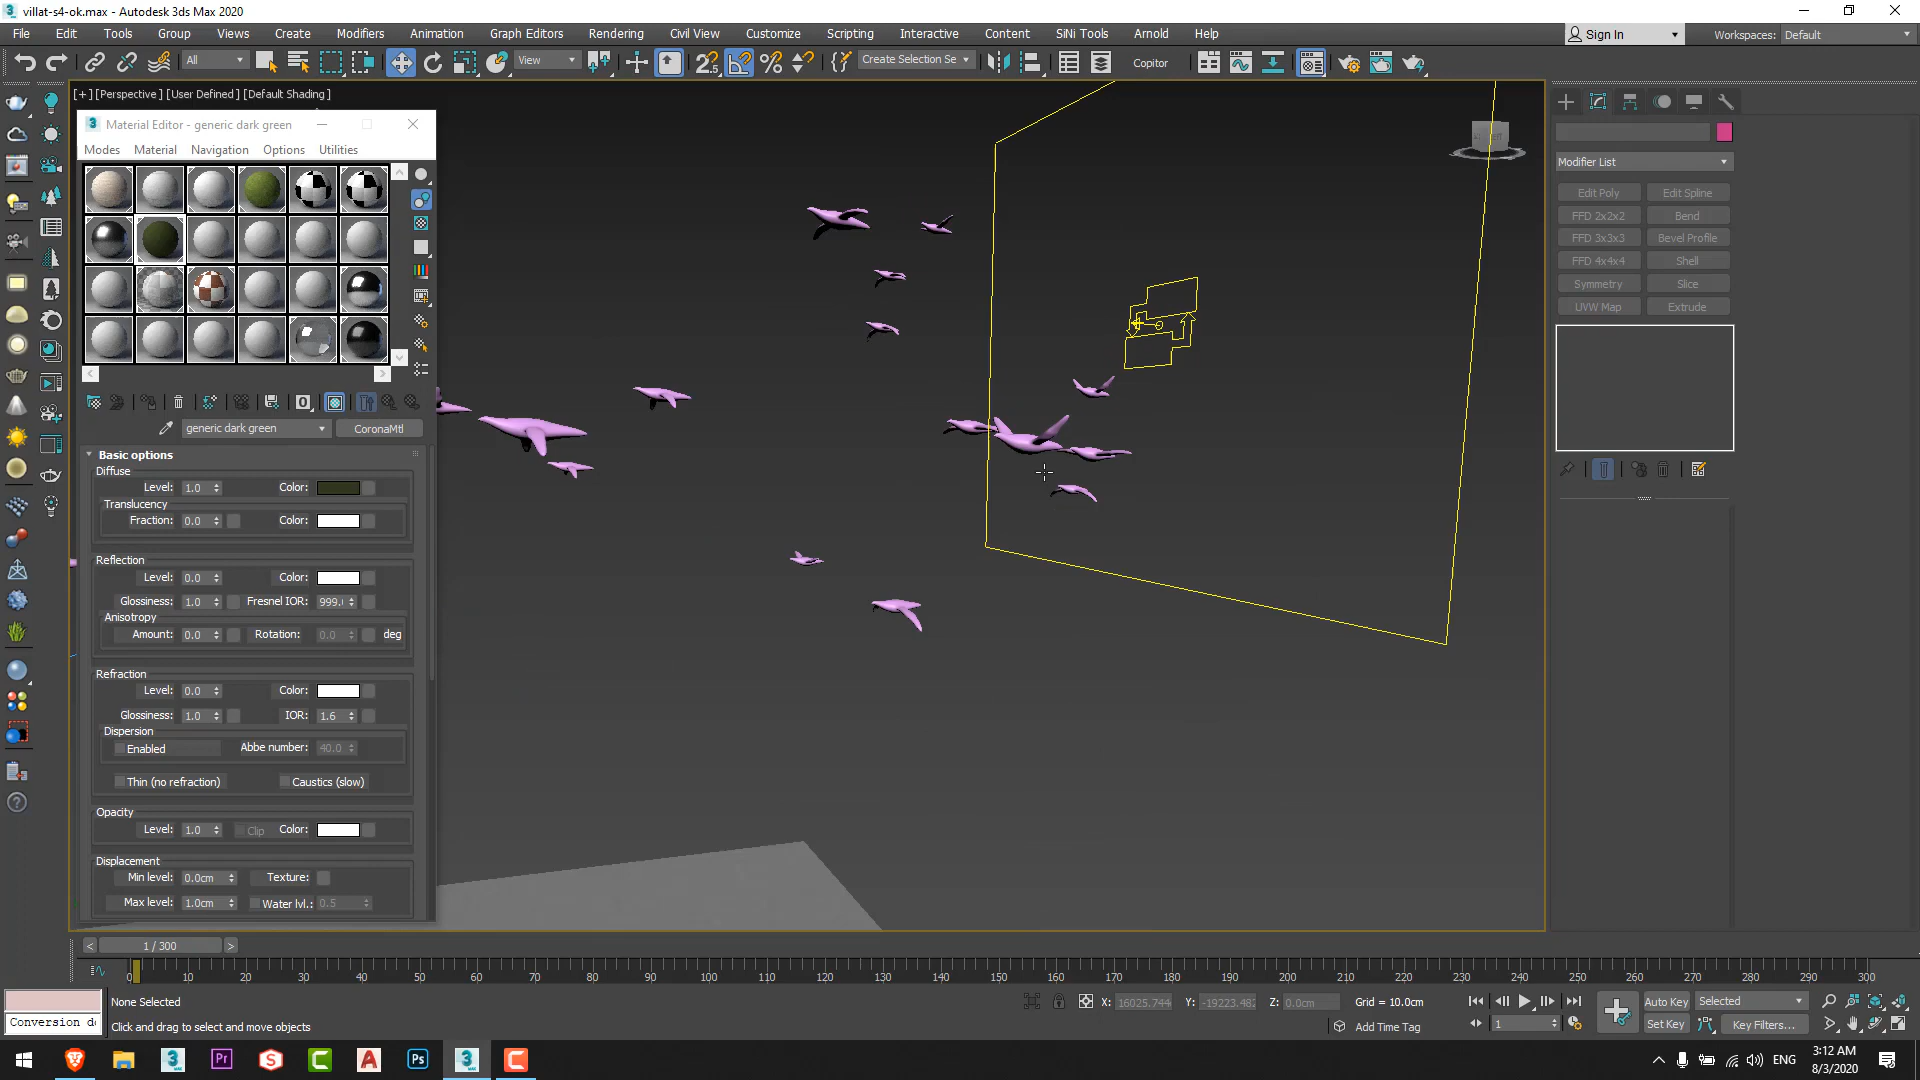 villat-s4-ok.max - Autodesk 3ds Max 2020
File Edit Tools Group Views Create Modifiers Animation Graph Editors Rendering Civil View Customize Scripting Interactive Content SiNi Tools Arnold Help
Sign In
Workspaces: Default
All
View
Create Selection Se
Copitor
[+] [Perspective ] [User Defined ] [Default Shading ]
Material Editor - generic dark green
Modes Material Navigation Options Utilities
generic dark green
CoronaMtl
Basic options
Diffuse
Level: 1.0 Color:
Translucency
Fraction: 0.0 Color:
Reflection
Level: 0.0 Color:
Glossiness: 1.0 Fresnel IOR: 999.
Anisotropy
Amount: 0.0 Rotation: 0.0 deg
Refraction
Level: 0.0 Color:
Glossiness: 1.0 IOR: 1.6
Dispersion
Enabled Abbe number: 40.0
Thin (no refraction) Caustics (slow)
Opacity
Level: 1.0 Clip Color:
Displacement
Min level: 0.0cm Texture:
Max level: 1.0cm Water lvl.: 0.5
Modifier List
Edit Poly Edit Spline
FFD 2x2x2 Bend
FFD 3x3x3 Bevel Profile
FFD 4x4x4 Shell
Symmetry Slice
UVW Map Extrude
< 1 / 300 >
0 10 20 30 40 50 60 70 80 90 100 110 120 130 140 150 160 170 180 190 200 210 220 230 240 250 260 270 280 290 300
None Selected
X: 16025.744 Y: -19223.482 Z: 0.0cm Grid = 10.0cm
Auto Key Selected
Conversion d
Click and drag to select and move objects
Add Time Tag
1
Set Key Key Filters...
ENG
3:12 AM
8/3/2020